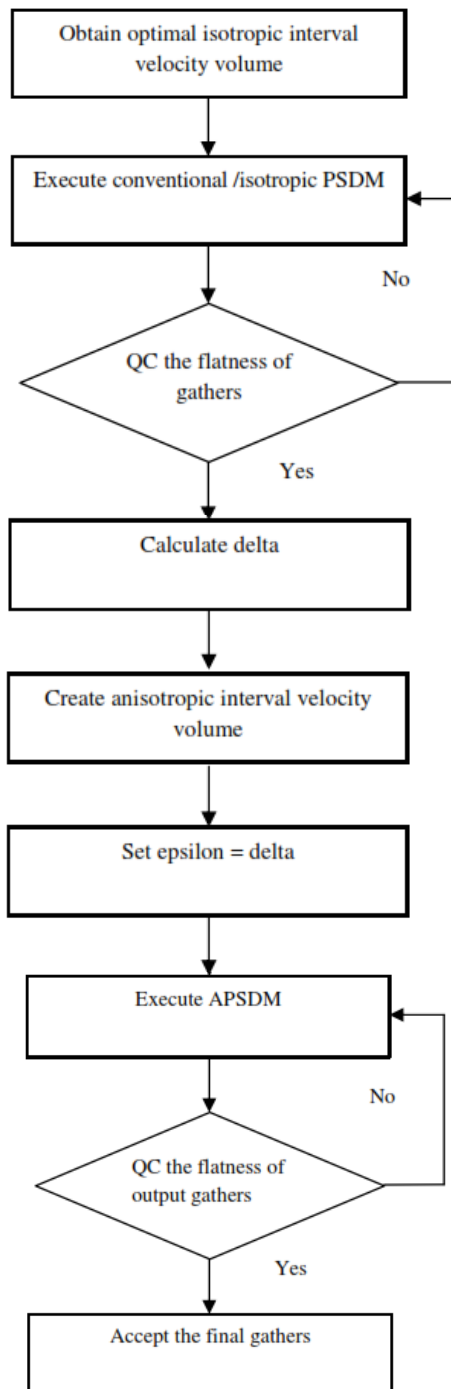 Obtain optimal isotropic interval
velocity volume
Execute conventional /isotropic PSDM
No
QC the flatness of
gathers
Yes
Calculate delta
Create anisotropic interval velocity
volume
Set epsilon = delta
Execute APSDM
No
QC the flatness of
output gathers
Yes
Accept the final gathers